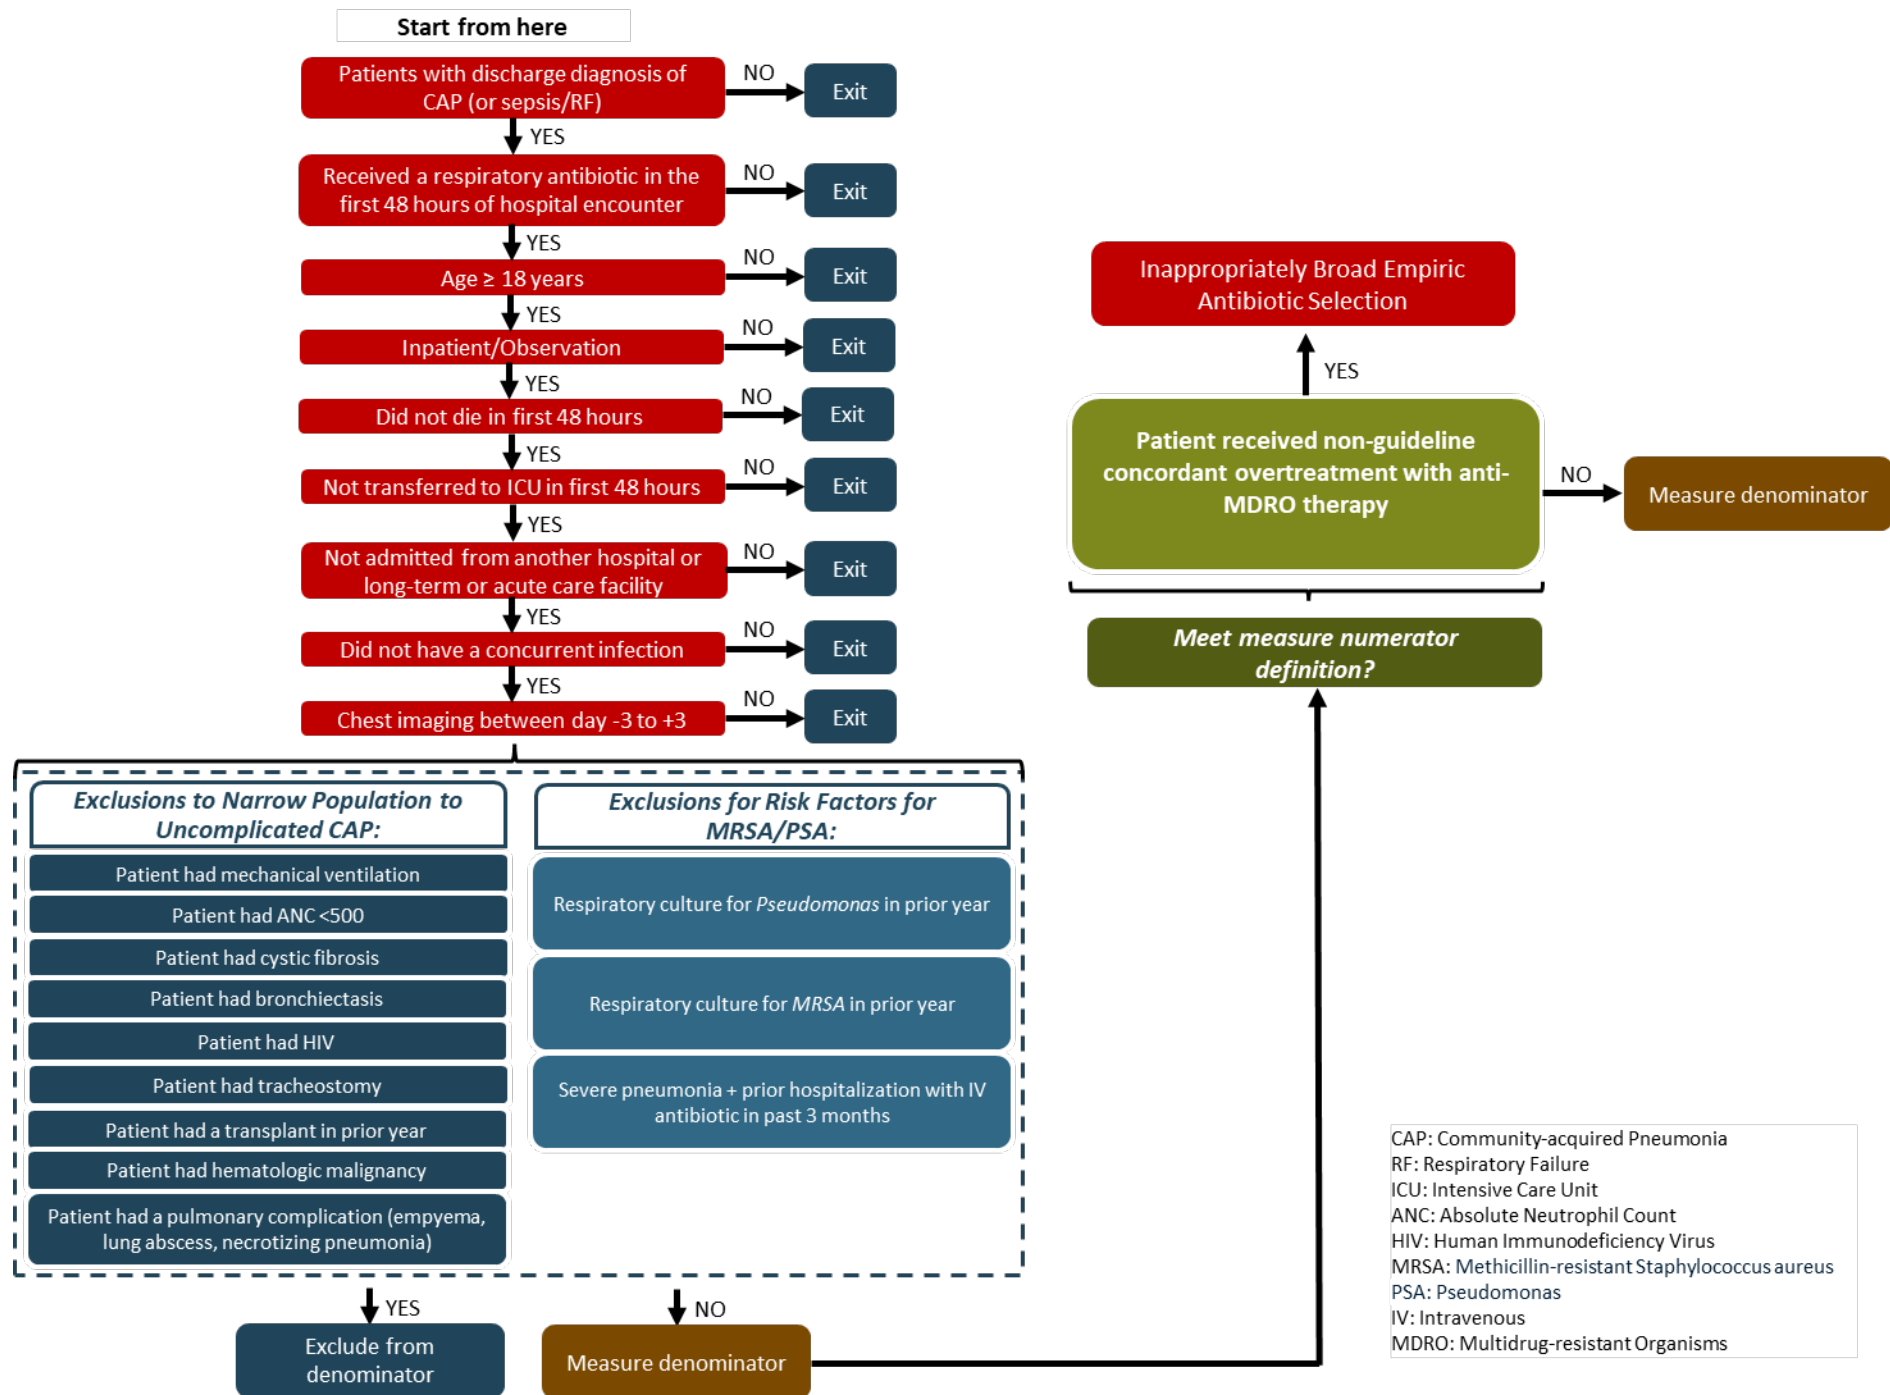 Start from here
Patients with discharge diagnosis of
CAP (or sepsis/RF)
NO
Exit
YES
Received a respiratory antibiotic in the
first 48 hours of hospital encounter
NO
Exit
YES
Age ≥ 18 years
NO
Exit
YES
Inpatient/Observation
NO
Exit
YES
Did not die in first 48 hours
NO
Exit
YES
Not transferred to ICU in first 48 hours
NO
Exit
YES
Not admitted from another hospital or
long-term or acute care facility
NO
Exit
YES
Did not have a concurrent infection
NO
Exit
YES
Chest imaging between day -3 to +3
NO
Exit
Exclusions to Narrow Population to
Uncomplicated CAP:
Patient had mechanical ventilation
Patient had ANC <500
Patient had cystic fibrosis
Patient had bronchiectasis
Patient had HIV
Patient had tracheostomy
Patient had a transplant in prior year
Patient had hematologic malignancy
Patient had a pulmonary complication (empyema,
lung abscess, necrotizing pneumonia)
Exclusions for Risk Factors for
MRSA/PSA:
Respiratory culture for Pseudomonas in prior year
Respiratory culture for MRSA in prior year
Severe pneumonia + prior hospitalization with IV
antibiotic in past 3 months
YES
Exclude from
denominator
NO
Measure denominator
Inappropriately Broad Empiric
Antibiotic Selection
YES
Patient received non-guideline
concordant overtreatment with anti-
MDRO therapy
NO
Measure denominator
Meet measure numerator
definition?
CAP: Community-acquired Pneumonia
RF: Respiratory Failure
ICU: Intensive Care Unit
ANC: Absolute Neutrophil Count
HIV: Human Immunodeficiency Virus
MRSA: Methicillin-resistant Staphylococcus aureus
PSA: Pseudomonas
IV: Intravenous
MDRO: Multidrug-resistant Organisms